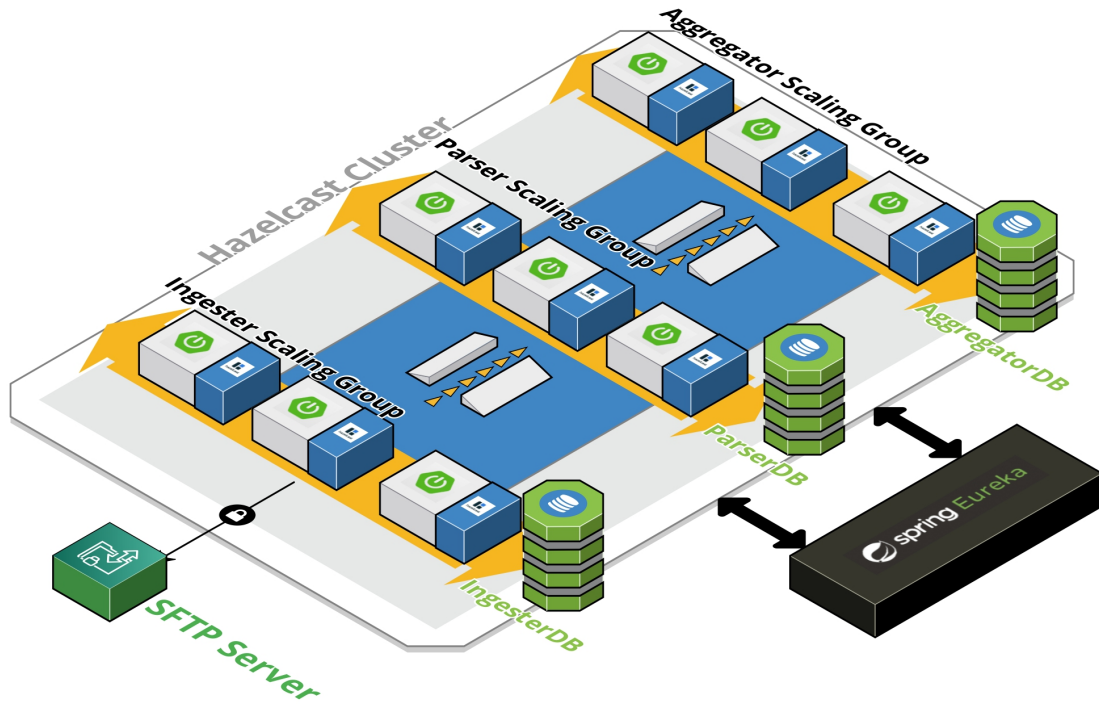 Aggregator Scaling Group
Hazelcast Cluster
Parser Scaling Group
Ingester Scaling Group
AggregatorDB
ParserDB
IngesterDB
spring Eureka
SFTP Server